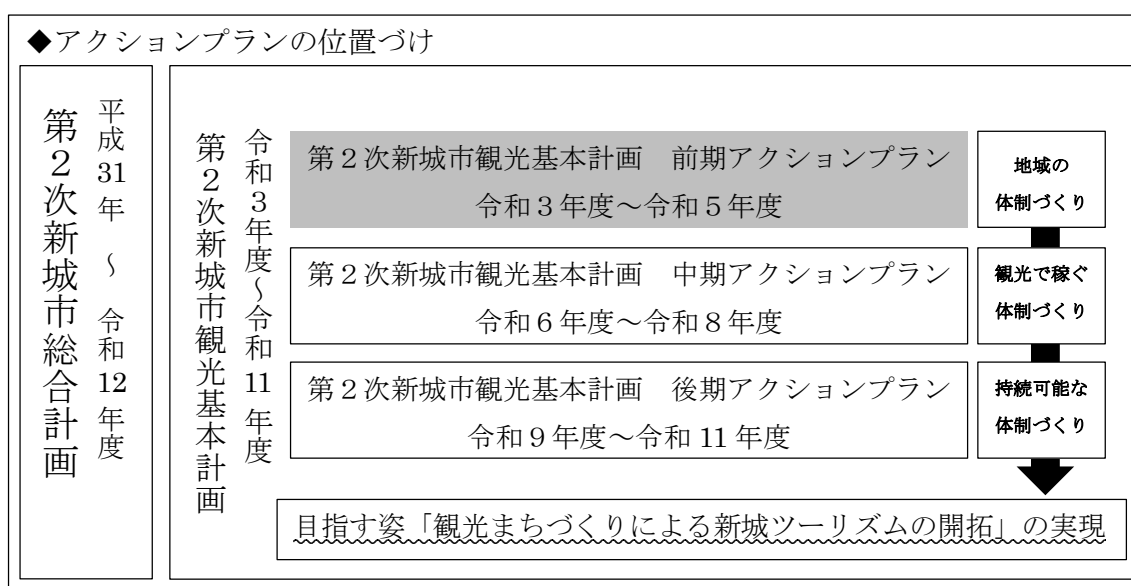 ◆アクションプランの位置づけ
第２次新城市総合計画
平成31年 ～ 令和12年度
第２次新城市観光基本計画
令和３年度～令和11年度
第２次新城市観光基本計画　前期アクションプラン
令和３年度～令和５年度
地域の
体制づくり
第２次新城市観光基本計画　中期アクションプラン
令和６年度～令和８年度
観光で稼ぐ
体制づくり
第２次新城市観光基本計画　後期アクションプラン
令和９年度～令和 11 年度
持続可能な
体制づくり
目指す姿「観光まちづくりによる新城ツーリズムの開拓」の実現